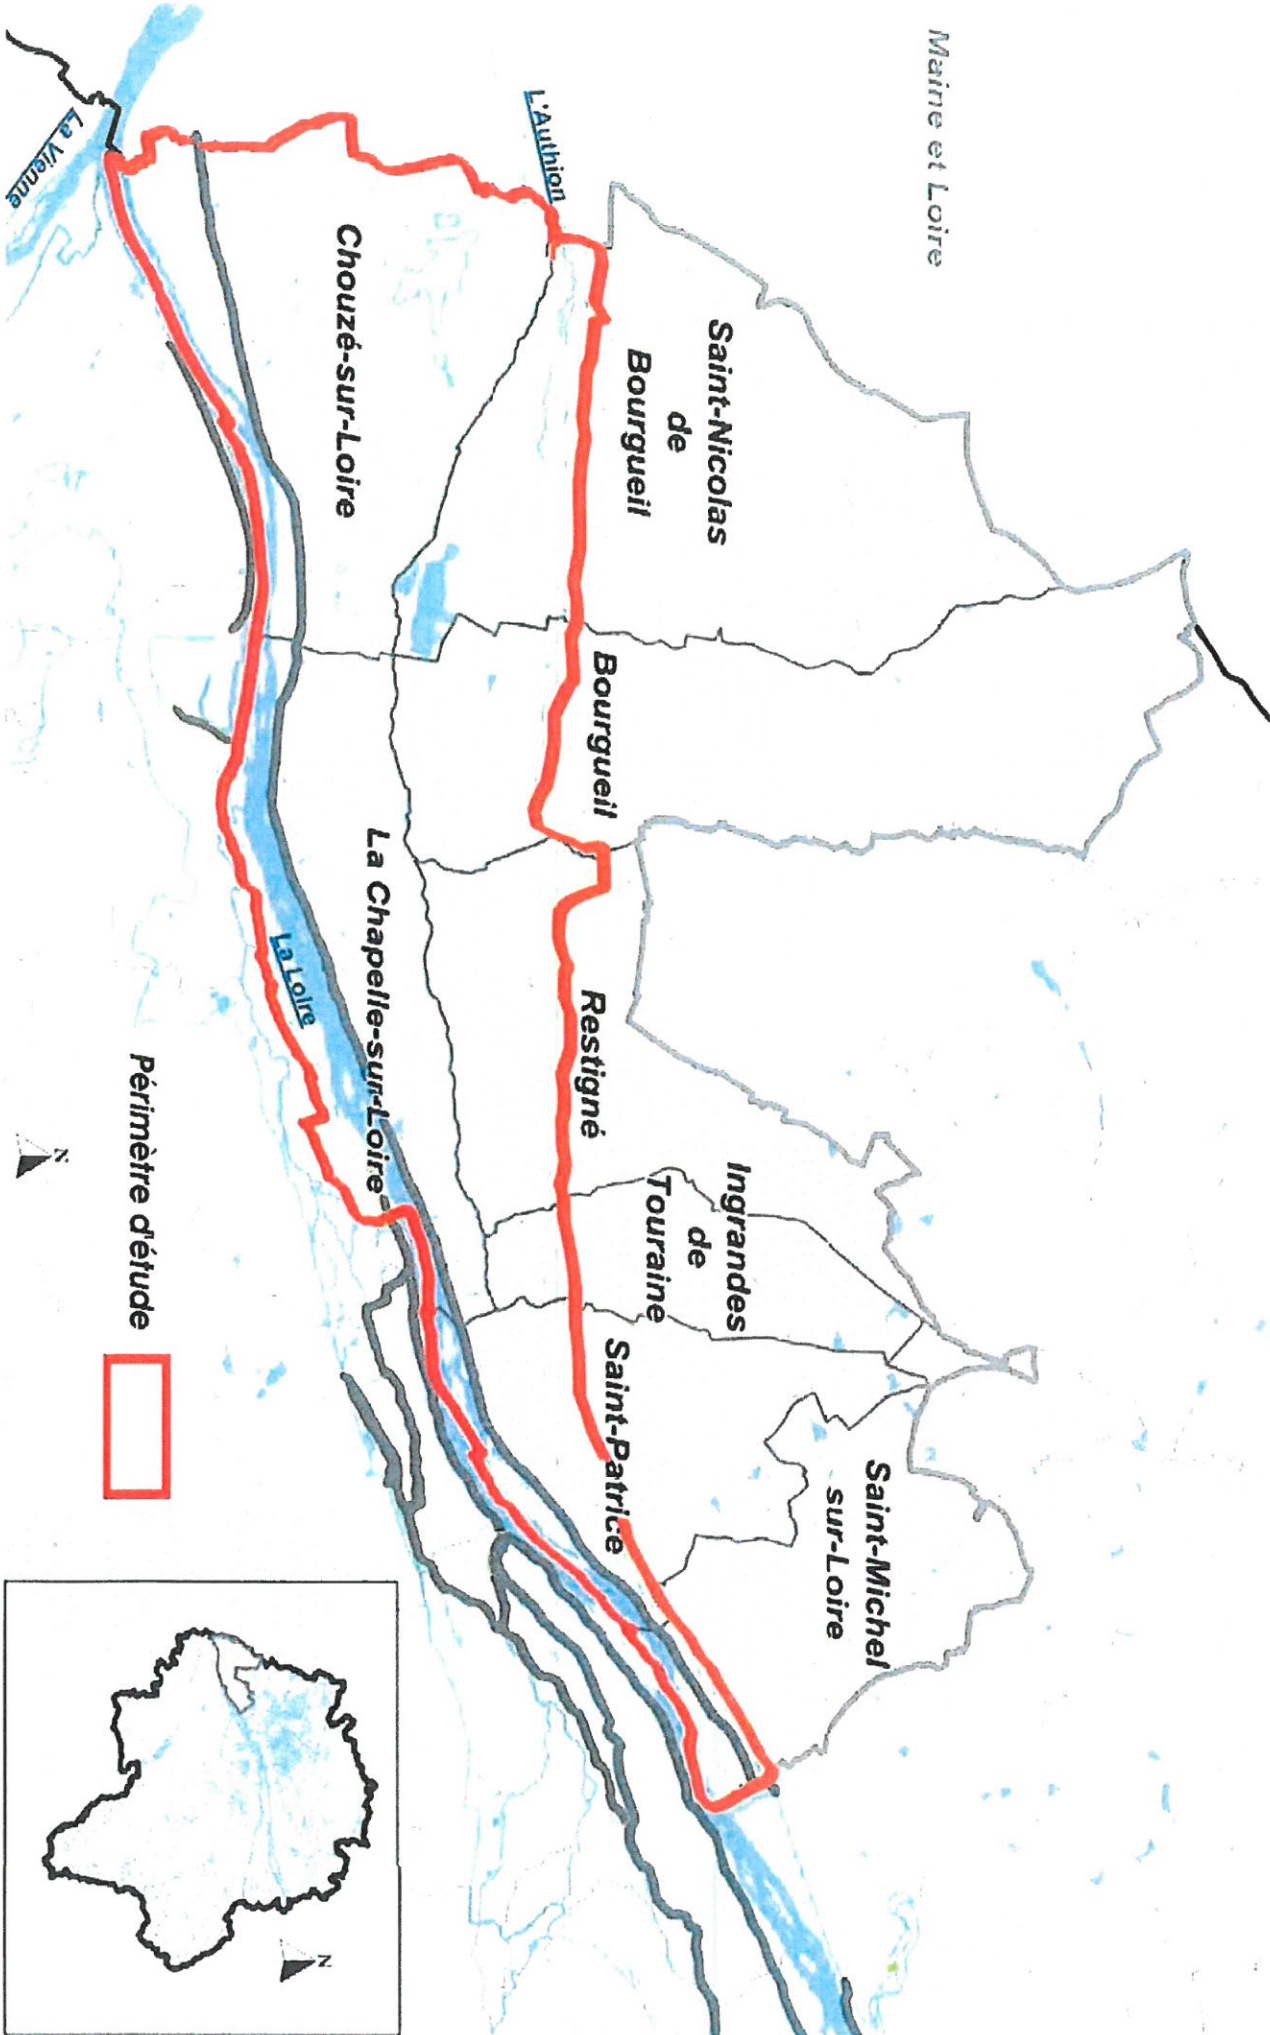 Maine et Loire
L'Authion
La Vienne
Saint-Nicolas
de
Bourgueil
Chouzé-sur-Loire
Bourgueil
La Chapelle-sur-Loire
La Loire
Restigné
Ingrandes
de
Touraine
Saint-Patrice
Saint-Michel
sur-Loire
Périmètre d'étude
N
N